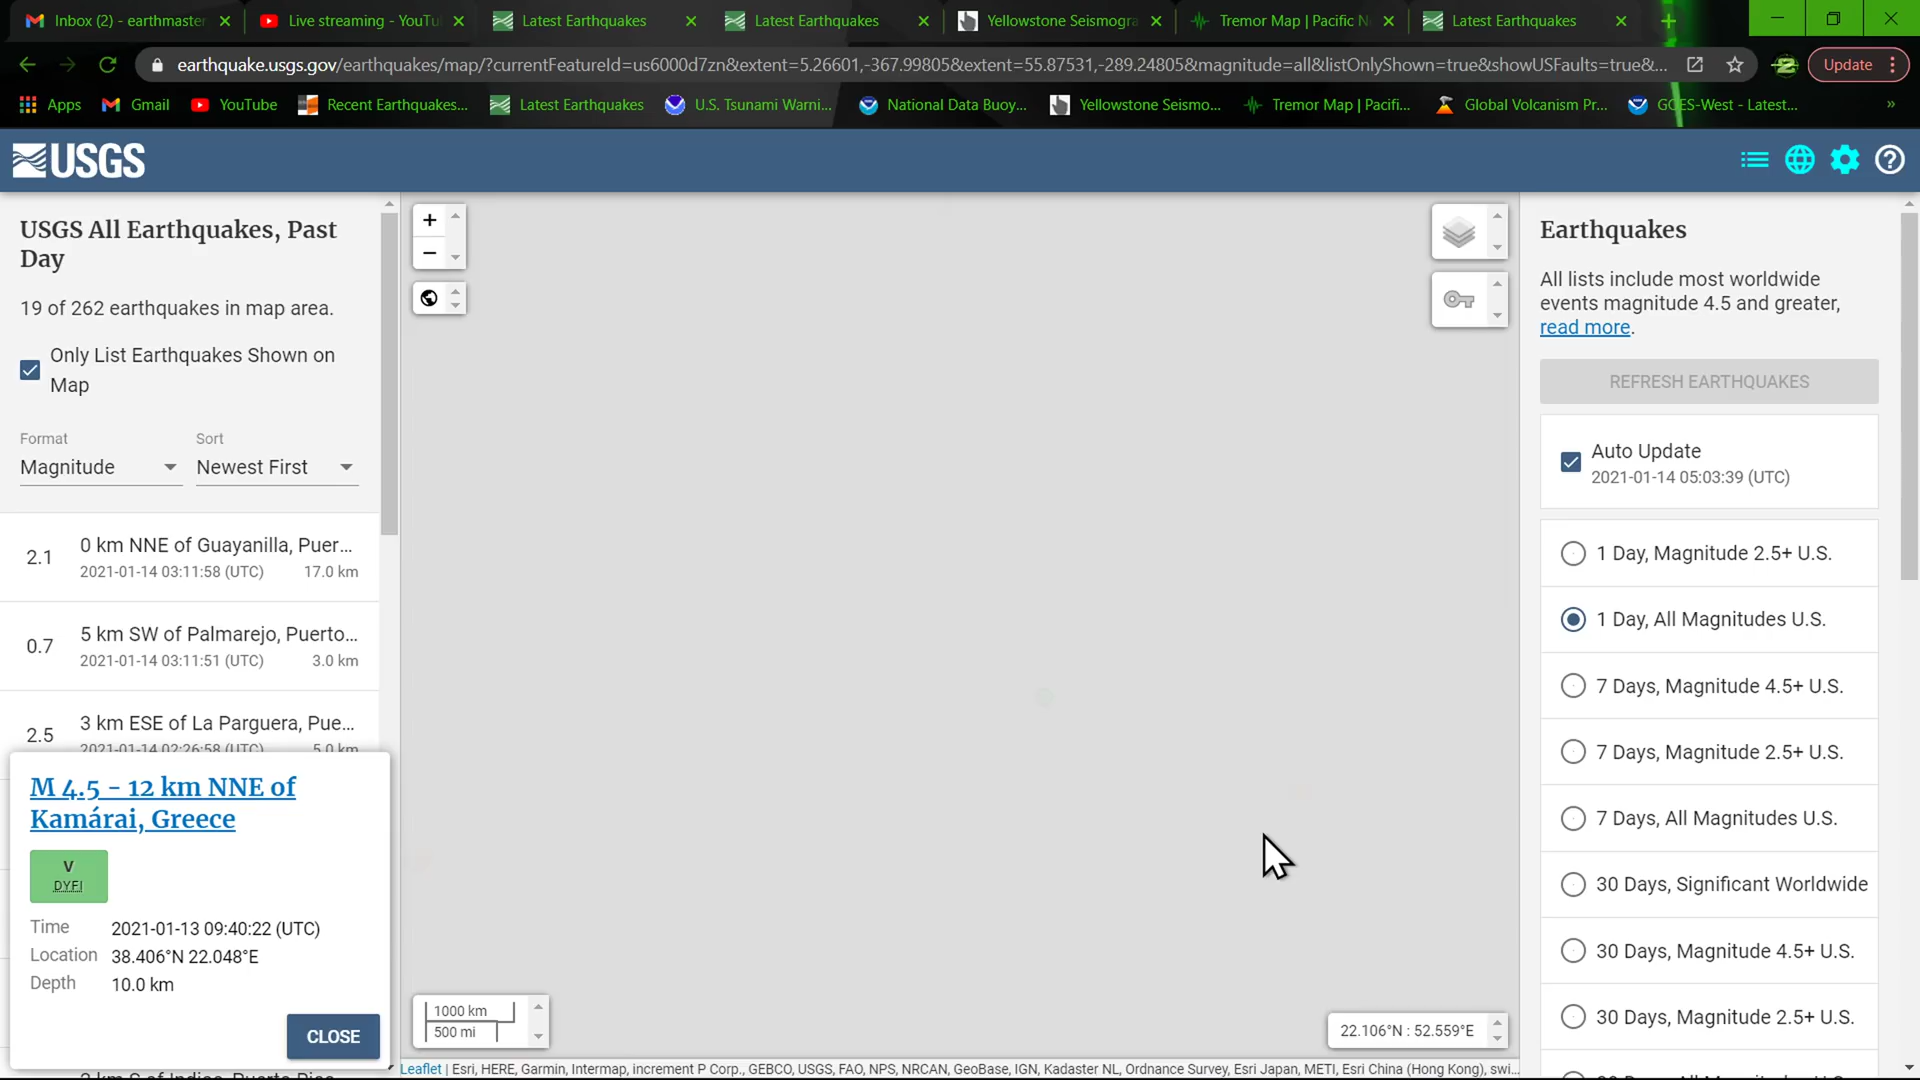 Inbox (2) - earthmaster
Live streaming - YouTu
Latest Earthquakes
Latest Earthquakes
Yellowstone Seismogra
Tremor Map | Pacific N
Latest Earthquakes
earthquake.usgs.gov/earthquakes/map/?currentFeatureId=us6000d7zn&extent=5.26601,-367.99805&extent=55.87531,-289.24805&magnitude=all&listOnlyShown=true&showUSFaults=true&...
Update
Apps
Gmail
YouTube
Recent Earthquakes...
Latest Earthquakes
U.S. Tsunami Warni...
National Data Buoy...
Yellowstone Seismo...
Tremor Map | Pacifi...
Global Volcanism Pr...
GOES-West - Latest...
»
USGS
USGS All Earthquakes, Past
Day
19 of 262 earthquakes in map area.
Only List Earthquakes Shown on
Map
Format
Sort
Magnitude
Newest First
2.1
0 km NNE of Guayanilla, Puer...
2021-01-14 03:11:58 (UTC)
17.0 km
0.7
5 km SW of Palmarejo, Puerto...
2021-01-14 03:11:51 (UTC)
3.0 km
2.5
3 km ESE of La Parguera, Pue...
2021-01-14 02:26:58 (UTC)
5.0 km
M 4.5 - 12 km NNE of
Kamárai, Greece
V
DYFI
Time 2021-01-13 09:40:22 (UTC)
Location 38.406°N 22.048°E
Depth 10.0 km
CLOSE
+
−
1000 km
500 mi
22.106°N : 52.559°E
Leaflet | Esri, HERE, Garmin, Intermap, increment P Corp., GEBCO, USGS, FAO, NPS, NRCAN, GeoBase, IGN, Kadaster NL, Ordnance Survey, Esri Japan, METI, Esri China (Hong Kong), swi...
Earthquakes
All lists include most worldwide
events magnitude 4.5 and greater,
read more.
REFRESH EARTHQUAKES
Auto Update
2021-01-14 05:03:39 (UTC)
1 Day, Magnitude 2.5+ U.S.
1 Day, All Magnitudes U.S.
7 Days, Magnitude 4.5+ U.S.
7 Days, Magnitude 2.5+ U.S.
7 Days, All Magnitudes U.S.
30 Days, Significant Worldwide
30 Days, Magnitude 4.5+ U.S.
30 Days, Magnitude 2.5+ U.S.